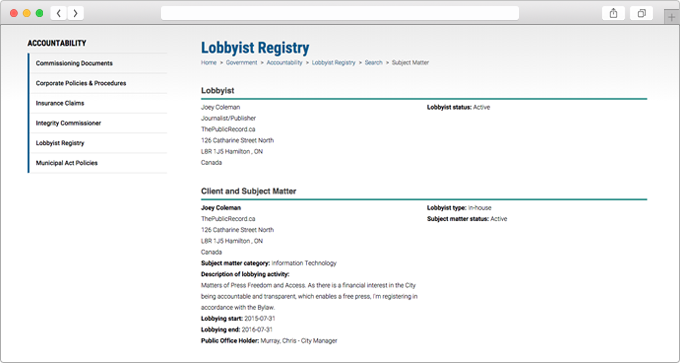 ACCOUNTABILITY
Commissioning Documents
Corporate Policies & Procedures
Insurance Claims
Integrity Commissioner
Lobbyist Registry
Municipal Act Policies
Lobbyist Registry
Home » Government » Accountability » Lobbyist Registry » Search » Subject Matter
Lobbyist
Joey Coleman
Journalist/Publisher
ThePublicRecord.ca
126 Catharine Street North
L8R 1J5 Hamilton , ON
Canada
Lobbyist status: Active
Client and Subject Matter
Joey Coleman
ThePublicRecord.ca
126 Catharine Street North
L8R 1J5 Hamilton , ON
Canada
Lobbyist type: in-house
Subject matter status: Active
Subject matter category: Information Technology
Description of lobbying activity:
Matters of Press Freedom and Access. As there is a financial interest in the City
being accountable and transparent, which enables a free press, I'm registering in
accordance with the Bylaw.
Lobbying start: 2015-07-31
Lobbying end: 2016-07-31
Public Office Holder: Murray, Chris - City Manager